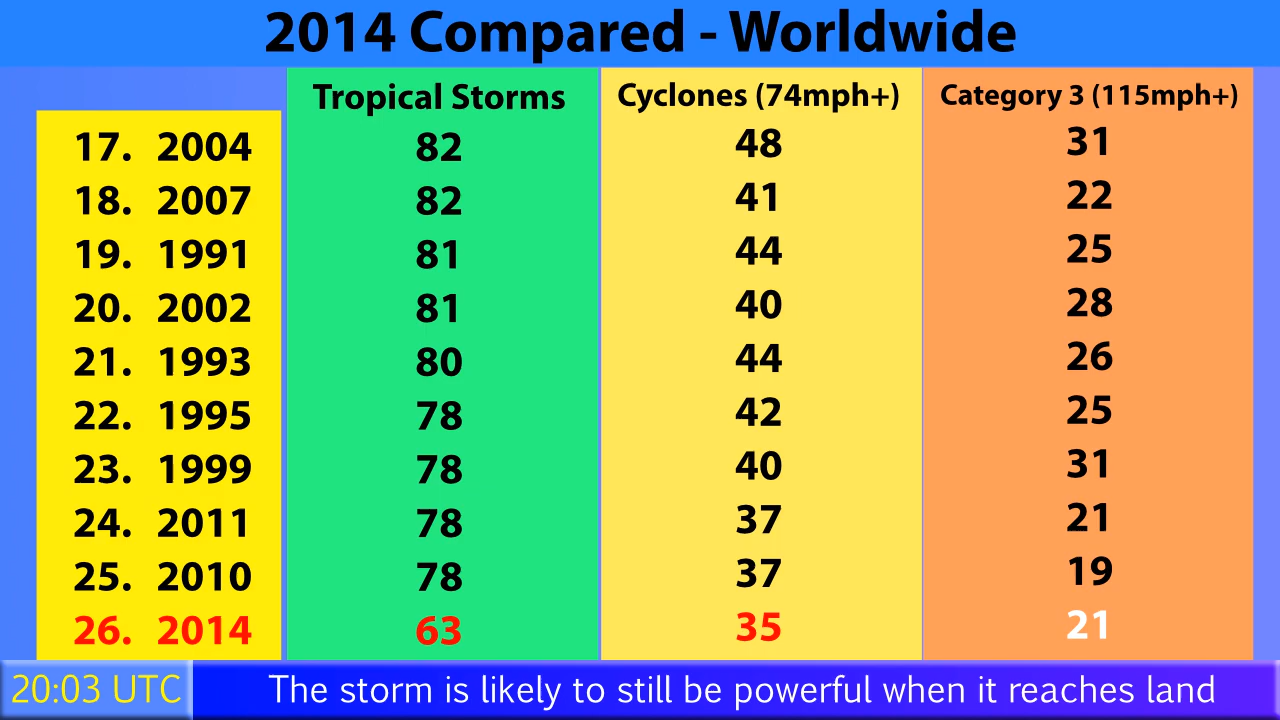 2014 Compared - Worldwide
Tropical Storms Cyclones (74mph+) Category 3 (115mph+)
17. 2004 82 48 31
18. 2007 82 41 22
19. 1991 81 44 25
20. 2002 81 40 28
21. 1993 80 44 26
22. 1995 78 42 25
23. 1999 78 40 31
24. 2011 78 37 21
25. 2010 78 37 19
26. 2014 63 35 21
20:03 UTC The storm is likely to still be powerful when it reaches land